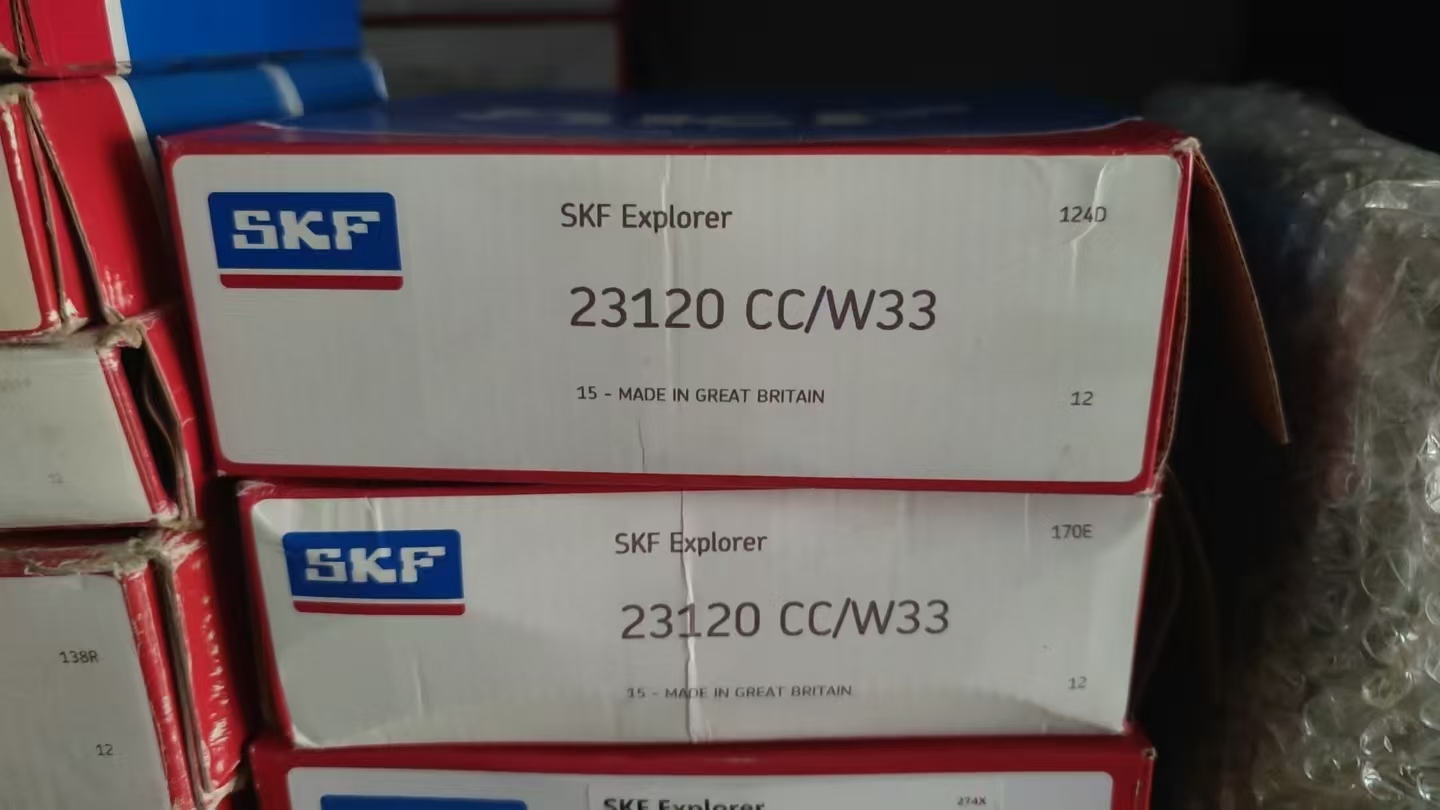 SKF
SKF Explorer
124D
23120 CC/W33
15 - MADE IN GREAT BRITAIN
12
SKF
SKF Explorer
170E
23120 CC/W33
15 - MADE IN GREAT BRITAIN
12
138R
12
SKF Explorer
274X